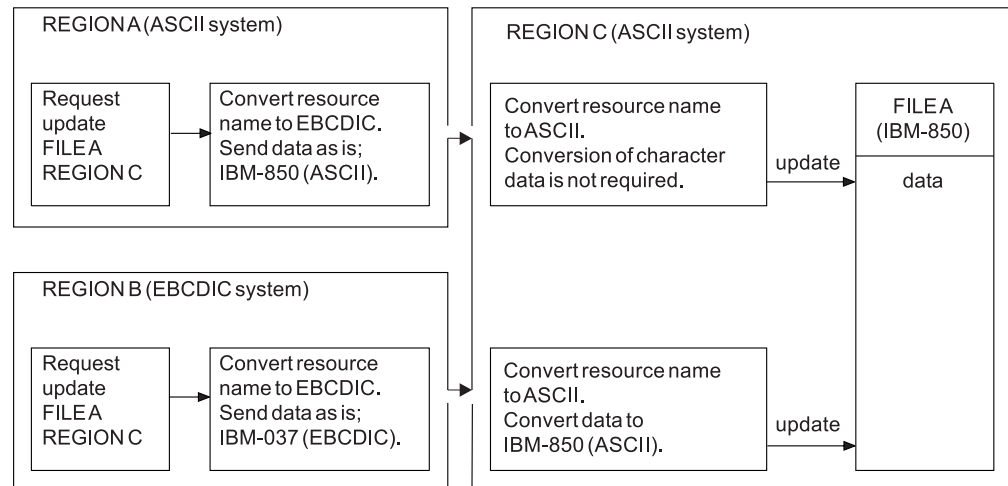 REGION A (ASCII system)
Request
update
FILE A
REGION C
Convert resource
name to EBCDIC.
Send data as is;
IBM-850 (ASCII).
REGION B (EBCDIC system)
Request
update
FILE A
REGION C
Convert resource
name to EBCDIC.
Send data as is;
IBM-037 (EBCDIC).
REGION C (ASCII system)
Convert resource name
to ASCII.
Conversion of character
data is not required.
update
Convert resource name
to ASCII.
Convert data to
IBM-850 (ASCII).
update
FILE A
(IBM-850)
data